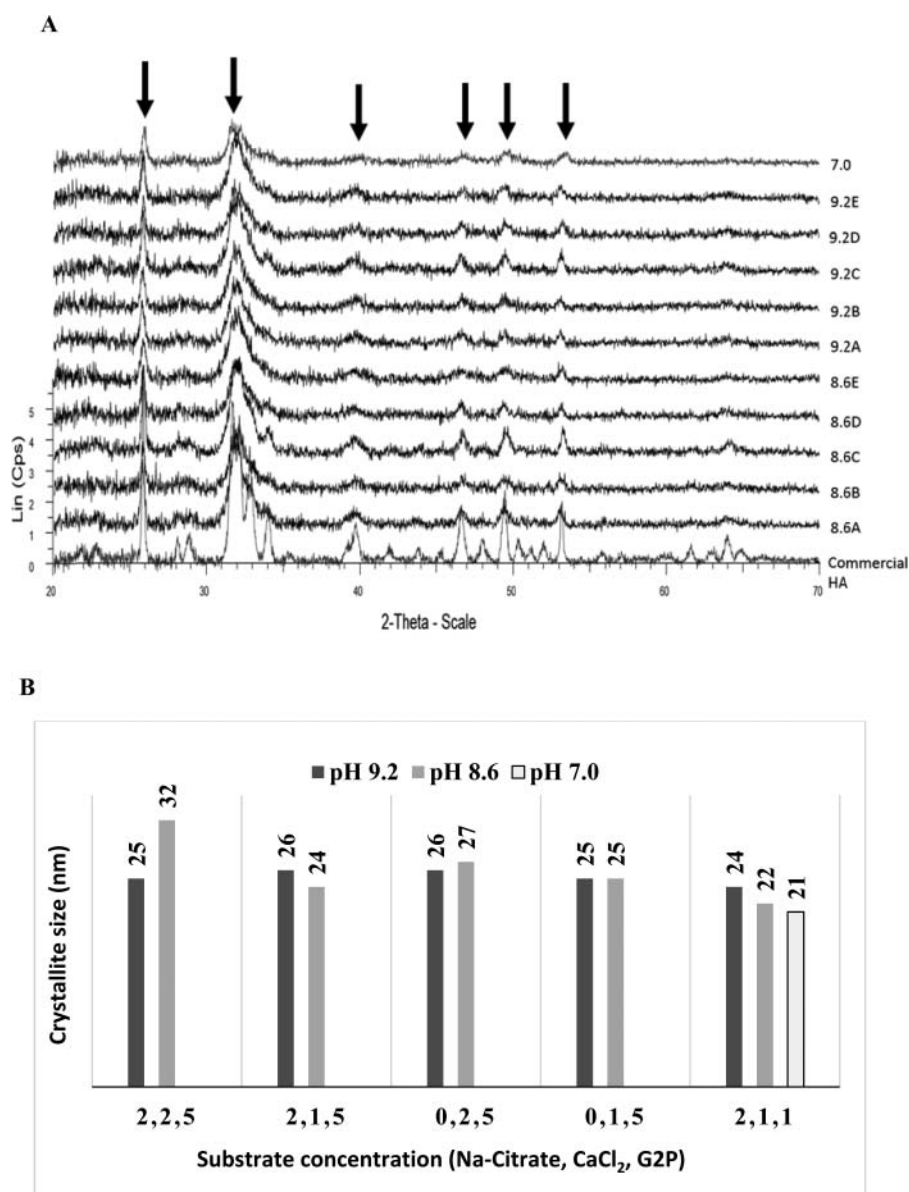 A
7.0
9.2E
9.2D
9.2C
9.2B
9.2A
8.6E
8.6D
8.6C
8.6B
8.6A
Commercial
HA
Lin (Cps)
5
4
3
2
1
0
20 30 40 50 60 70
2-Theta - Scale
B
pH 9.2 pH 8.6 pH 7.0
Crystallite size (nm)
25 32 26 24 26 27 25 25 24 22 21
2,2,5 2,1,5 0,2,5 0,1,5 2,1,1
Substrate concentration (Na-Citrate, CaCl₂, G2P)